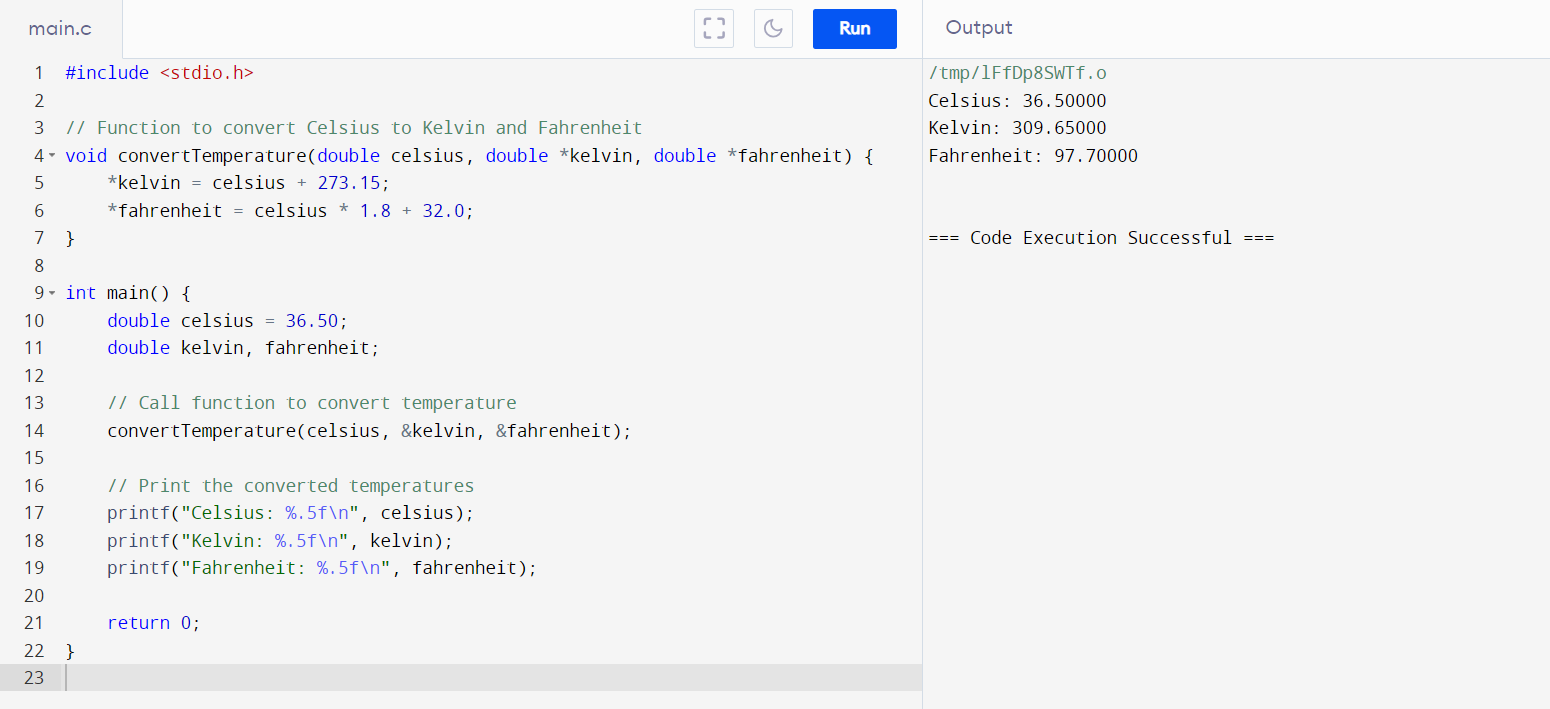 main.c
Run
Output
1 #include <stdio.h>
2
3 // Function to convert Celsius to Kelvin and Fahrenheit
4 void convertTemperature(double celsius, double *kelvin, double *fahrenheit) {
5     *kelvin = celsius + 273.15;
6     *fahrenheit = celsius * 1.8 + 32.0;
7 }
8
9 int main() {
10     double celsius = 36.50;
11     double kelvin, fahrenheit;
12
13     // Call function to convert temperature
14     convertTemperature(celsius, &kelvin, &fahrenheit);
15
16     // Print the converted temperatures
17     printf("Celsius: %.5f\n", celsius);
18     printf("Kelvin: %.5f\n", kelvin);
19     printf("Fahrenheit: %.5f\n", fahrenheit);
20
21     return 0;
22 }
23
/tmp/lFfDp8SWTf.o
Celsius: 36.50000
Kelvin: 309.65000
Fahrenheit: 97.70000
=== Code Execution Successful ===